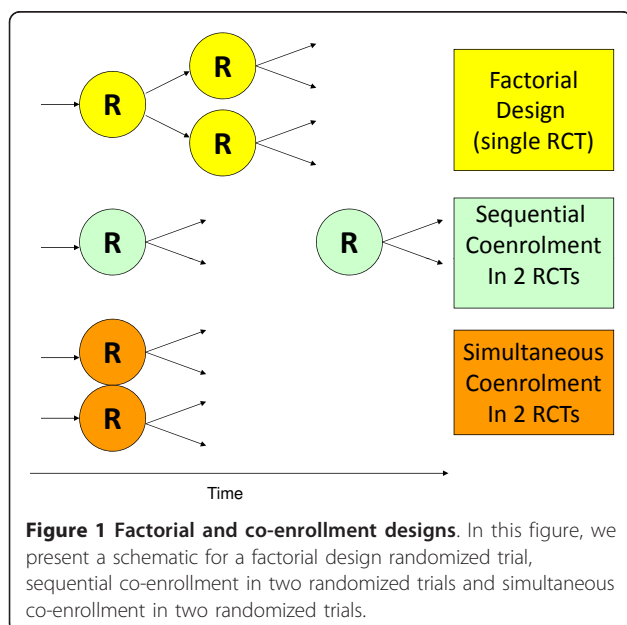 R
R
R
Factorial
Design
(single RCT)
R
R
Sequential
Coenrolment
In 2 RCTs
R
R
Simultaneous
Coenrolment
In 2 RCTs
Time
Figure 1 Factorial and co-enrollment designs. In this figure, we
present a schematic for a factorial design randomized trial,
sequential co-enrollment in two randomized trials and simultaneous
co-enrollment in two randomized trials.